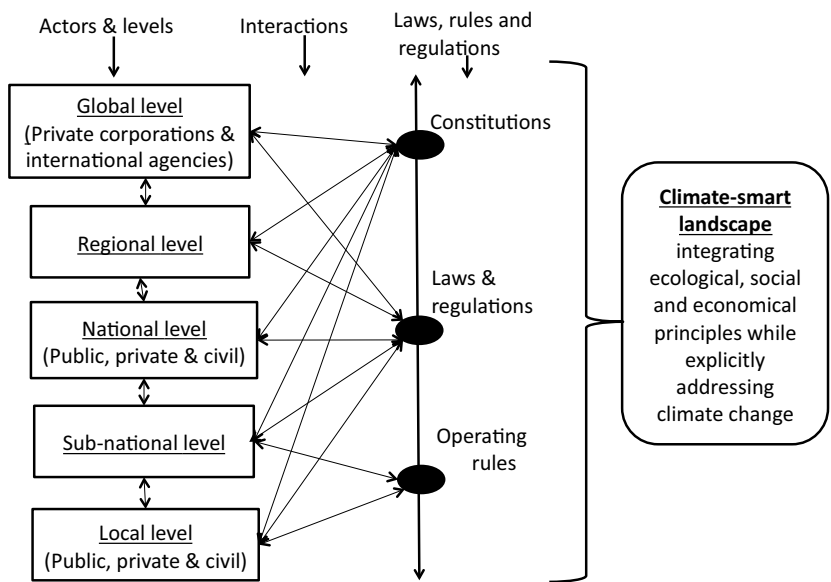 Actors & levels
Interactions
Laws, rules and
regulations
Global level
(Private corporations &
international agencies)
Regional level
National level
(Public, private & civil)
Sub-national level
Local level
(Public, private & civil)
Constitutions
Laws &
regulations
Operating
rules
Climate-smart
landscape
integrating
ecological, social
and economical
principles while
explicitly
addressing
climate change